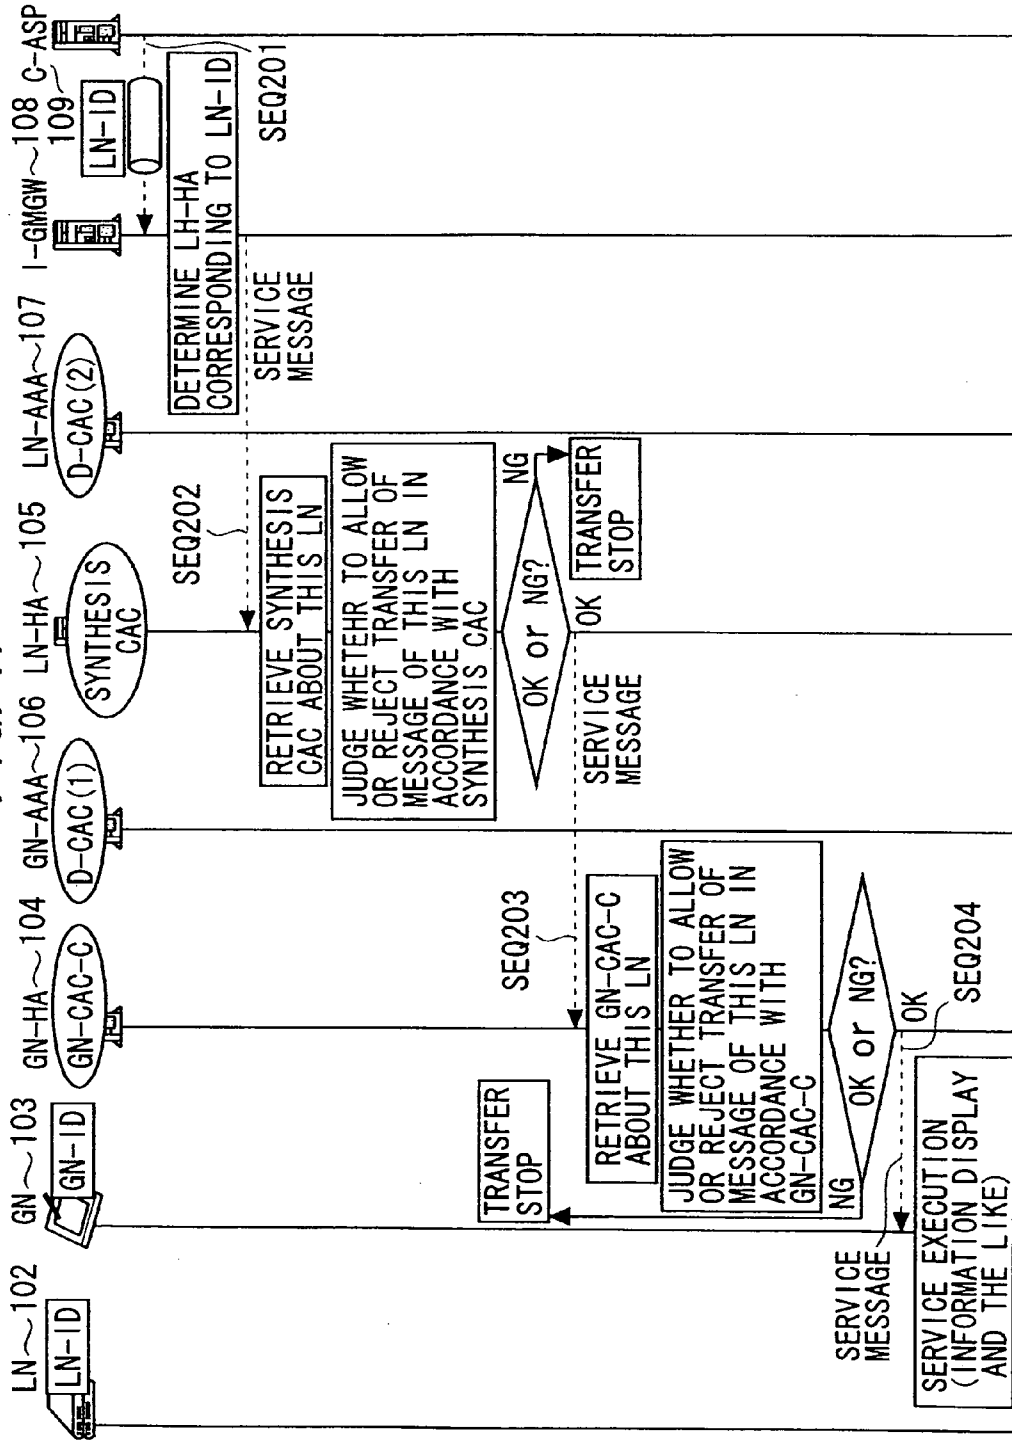 LN~102
LN-ID
GN~103
GN-ID
GN-HA~104
GN-CAC-C
GN-AAA~106
D-CAC(1)
LN-HA~105
SYNTHESIS
CAC
LN-AAA~107
D-CAC(2)
I-GMGW~108
C-ASP
109
LN-ID
SEQ201
DETERMINE LH-HA
CORRESPONDING TO LN-ID
SERVICE
MESSAGE
SEQ202
RETRIEVE SYNTHESIS
CAC ABOUT THIS LN
JUDGE WHETEHR TO ALLOW
OR REJECT TRANSFER OF
MESSAGE OF THIS LN IN
ACCORDANCE WITH
SYNTHESIS CAC
OK or NG?
NG
TRANSFER
STOP
OK
SERVICE
MESSAGE
SEQ203
RETRIEVE GN-CAC-C
ABOUT THIS LN
JUDGE WHETHER TO ALLOW
OR REJECT TRANSFER OF
MESSAGE OF THIS LN IN
ACCORDANCE WITH
GN-CAC-C
OK or NG?
NG
TRANSFER
STOP
OK
SEQ204
SERVICE
MESSAGE
SERVICE EXECUTION
(INFORMATION DISPLAY
AND THE LIKE)